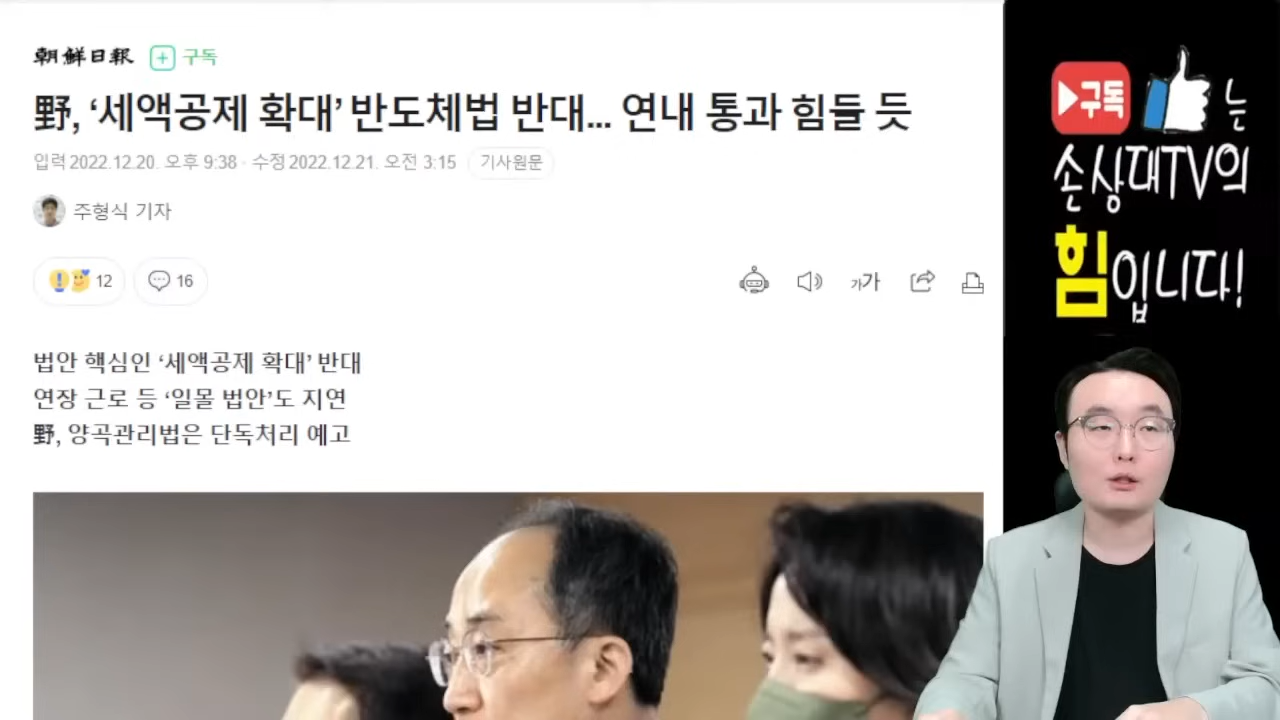 朝鮮日報 + 구독
野, ‘세액공제 확대’ 반도체법 반대... 연내 통과 힘들 듯
입력 2022.12.20. 오후 9:38 · 수정 2022.12.21. 오전 3:15 기사원문
주형식 기자
12 16
가가
법안 핵심인 ‘세액공제 확대’ 반대
연장 근로 등 ‘일몰 법안’도 지연
野, 양곡관리법은 단독처리 예고
구독 는
손상대TV의
힘입니다!